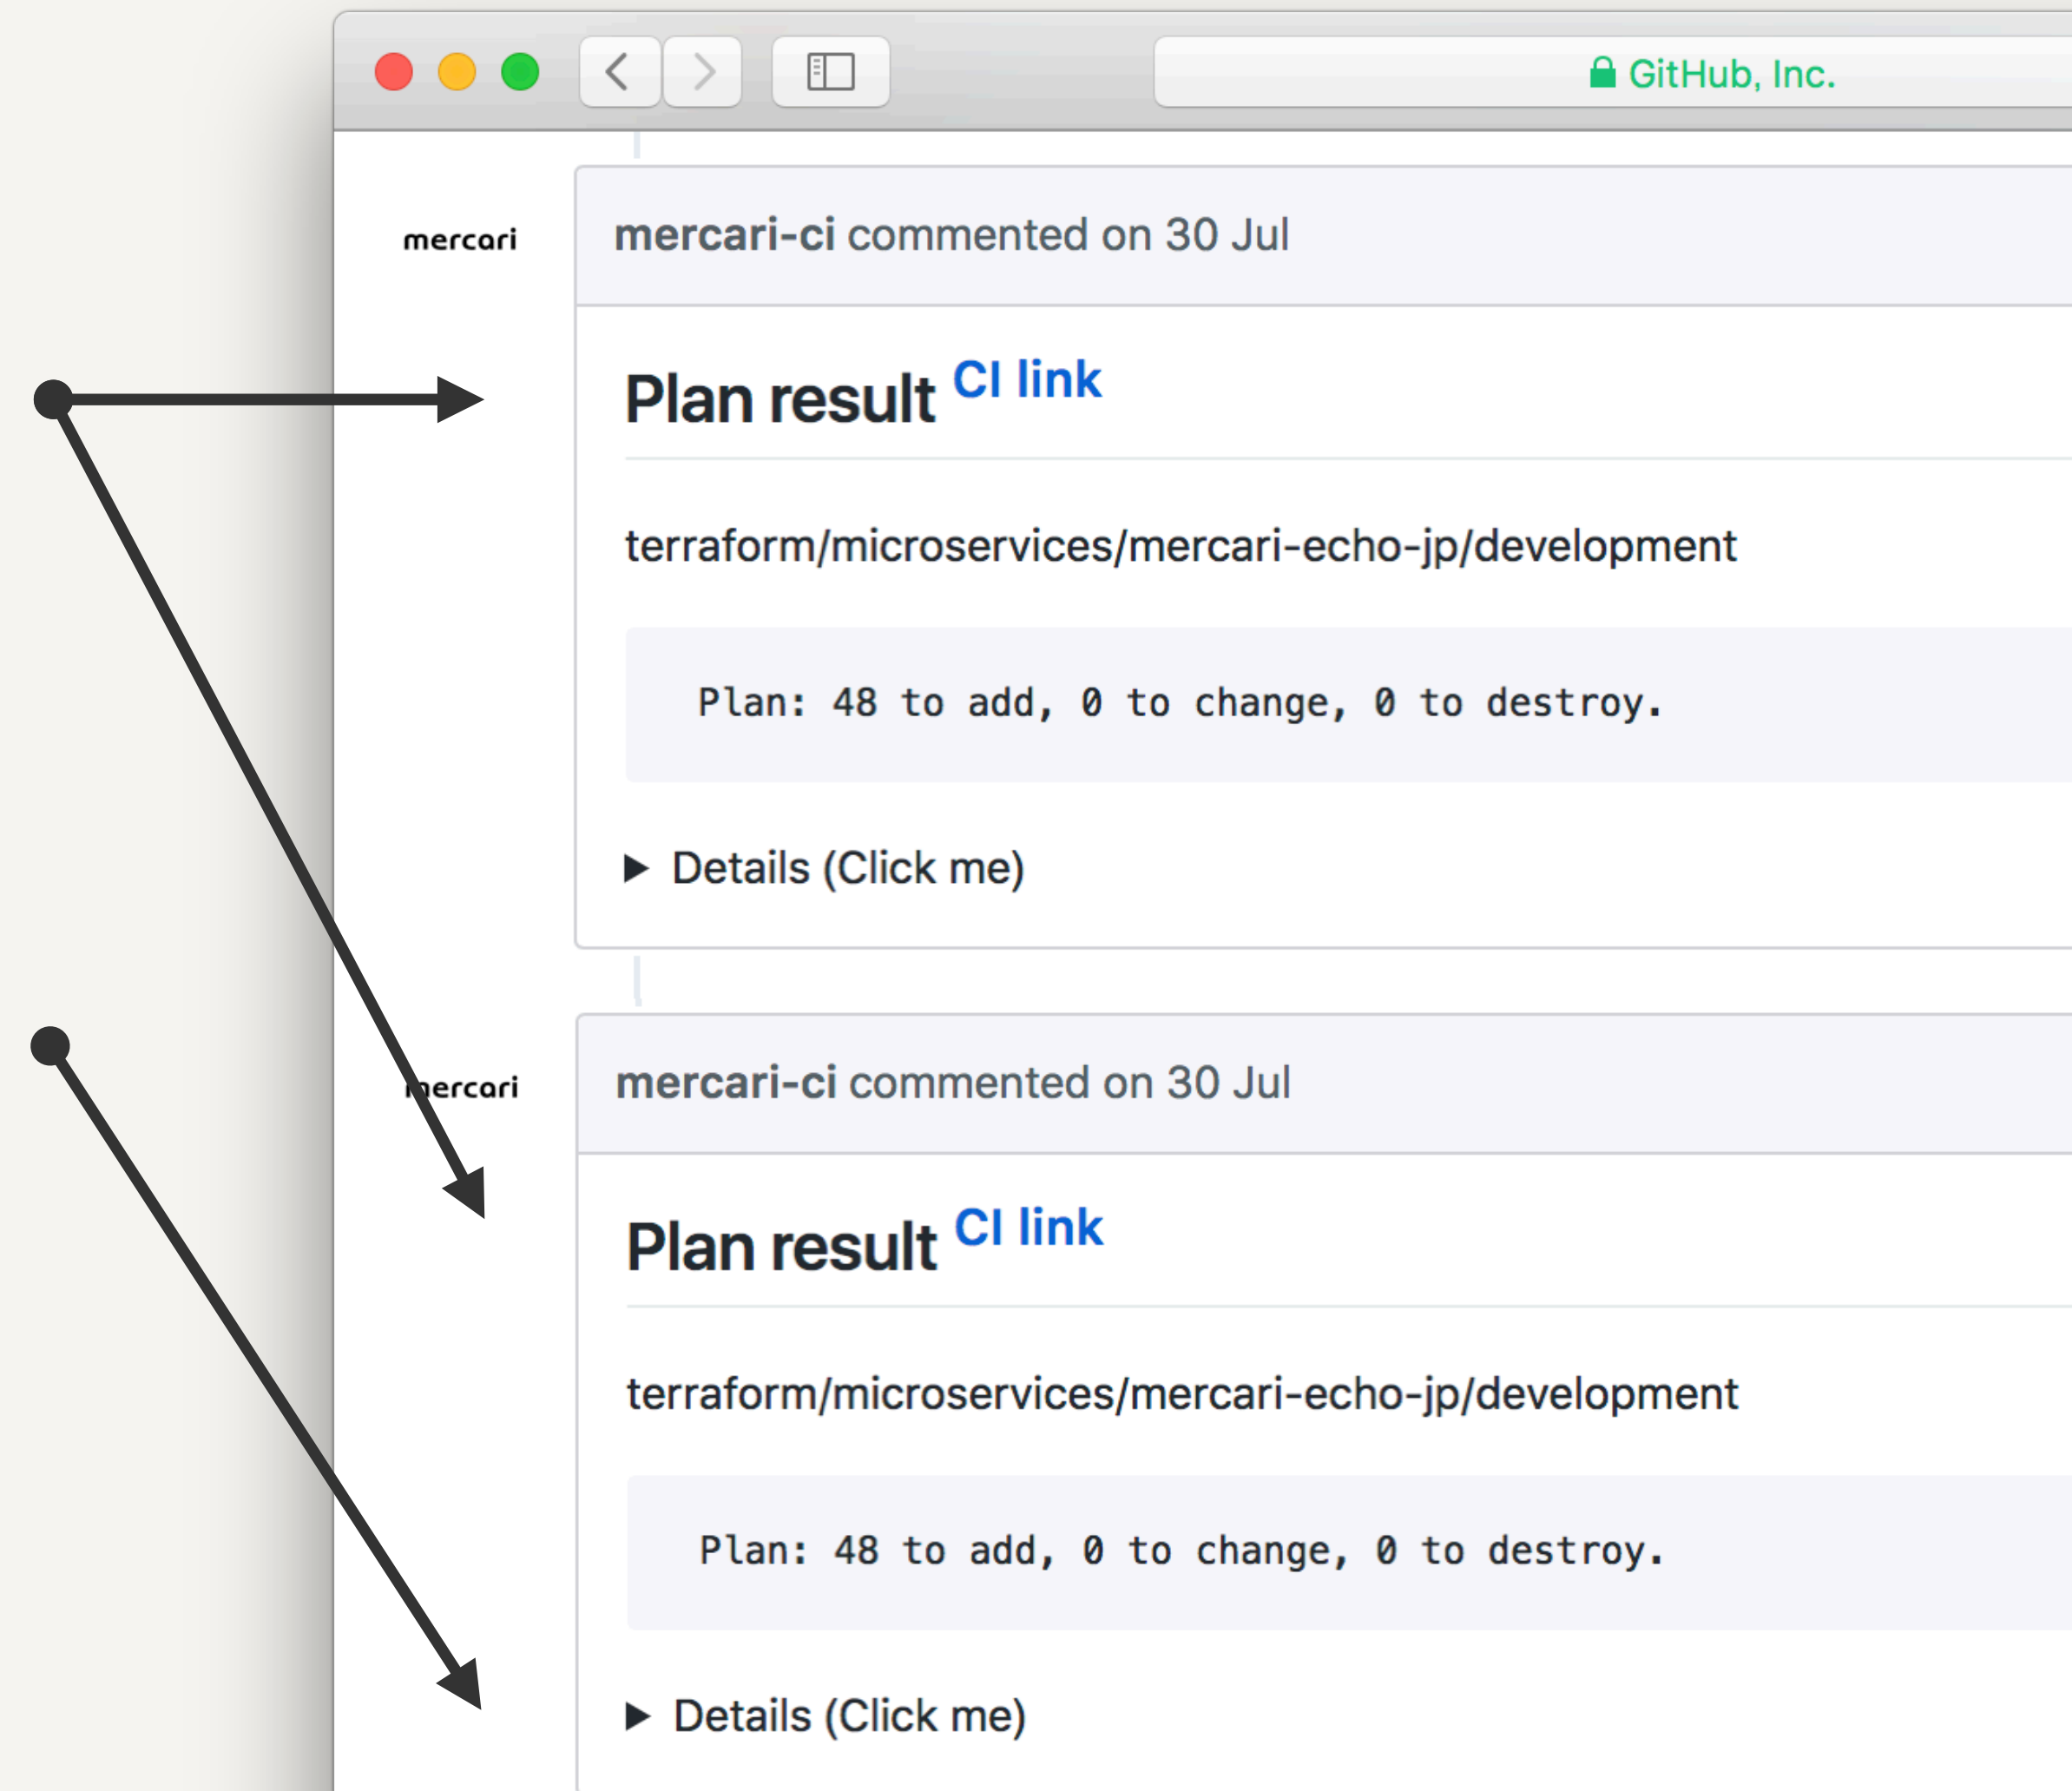 GitHub, Inc.
mercari
mercari-ci commented on 30 Jul
Plan result CI link
terraform/microservices/mercari-echo-jp/development
Plan: 48 to add, 0 to change, 0 to destroy.
▶ Details (Click me)
mercari
mercari-ci commented on 30 Jul
Plan result CI link
terraform/microservices/mercari-echo-jp/development
Plan: 48 to add, 0 to change, 0 to destroy.
▶ Details (Click me)